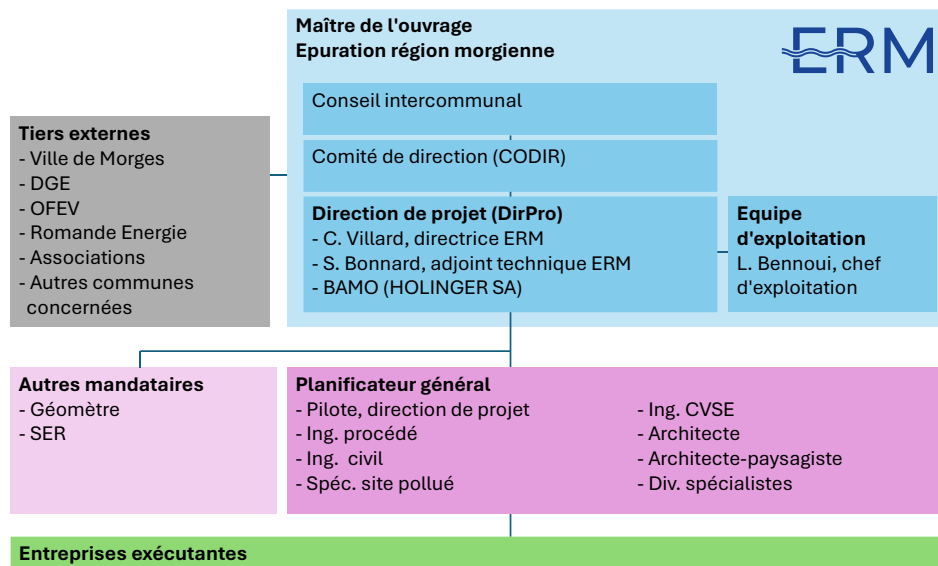 Maître de l'ouvrage
Epuration région morgienne
ERM
Conseil intercommunal
Comité de direction (CODIR)
Tiers externes
- Ville de Morges
- DGE
- OFEV
- Romande Energie
- Associations
- Autres communes
concernées
Direction de projet (DirPro)
- C. Villard, directrice ERM
- S. Bonnard, adjoint technique ERM
- BAMO (HOLINGER SA)
Equipe
d'exploitation
L. Bennoui, chef
d'exploitation
Autres mandataires
- Géomètre
- SER
Planificateur général
- Pilote, direction de projet
- Ing. procédé
- Ing. civil
- Spéc. site pollué
- Ing. CVSE
- Architecte
- Architecte-paysagiste
- Div. spécialistes
Entreprises exécutantes